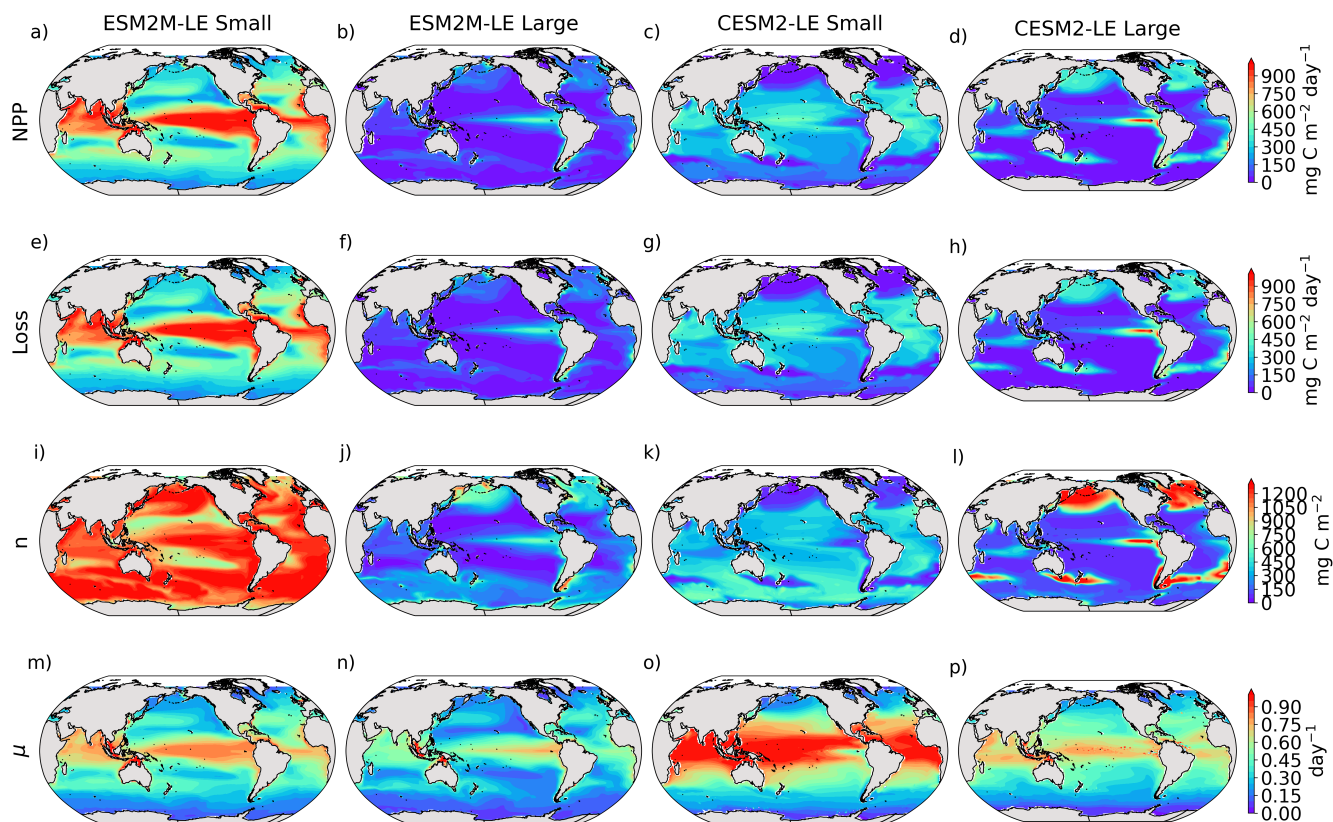 ESM2M-LE Small
ESM2M-LE Large
CESM2-LE Small
CESM2-LE Large
a)
b)
c)
d)
NPP
900
750
600
450
300
150
0
mg C m⁻² day⁻¹
e)
f)
g)
h)
Loss
900
750
600
450
300
150
0
mg C m⁻² day⁻¹
i)
j)
k)
l)
n
1200
1050
900
750
600
450
300
150
0
mg C m⁻²
m)
n)
o)
p)
μ
0.90
0.75
0.60
0.45
0.30
0.15
0.00
day⁻¹